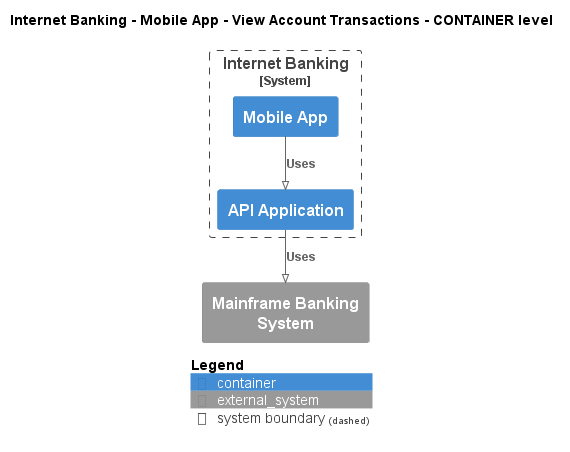 Internet Banking - Mobile App - View Account Transactions - CONTAINER level
Internet Banking
[System]
Mobile App
Uses
API Application
Uses
Mainframe Banking
System
Legend
container
external_system
system boundary (dashed)